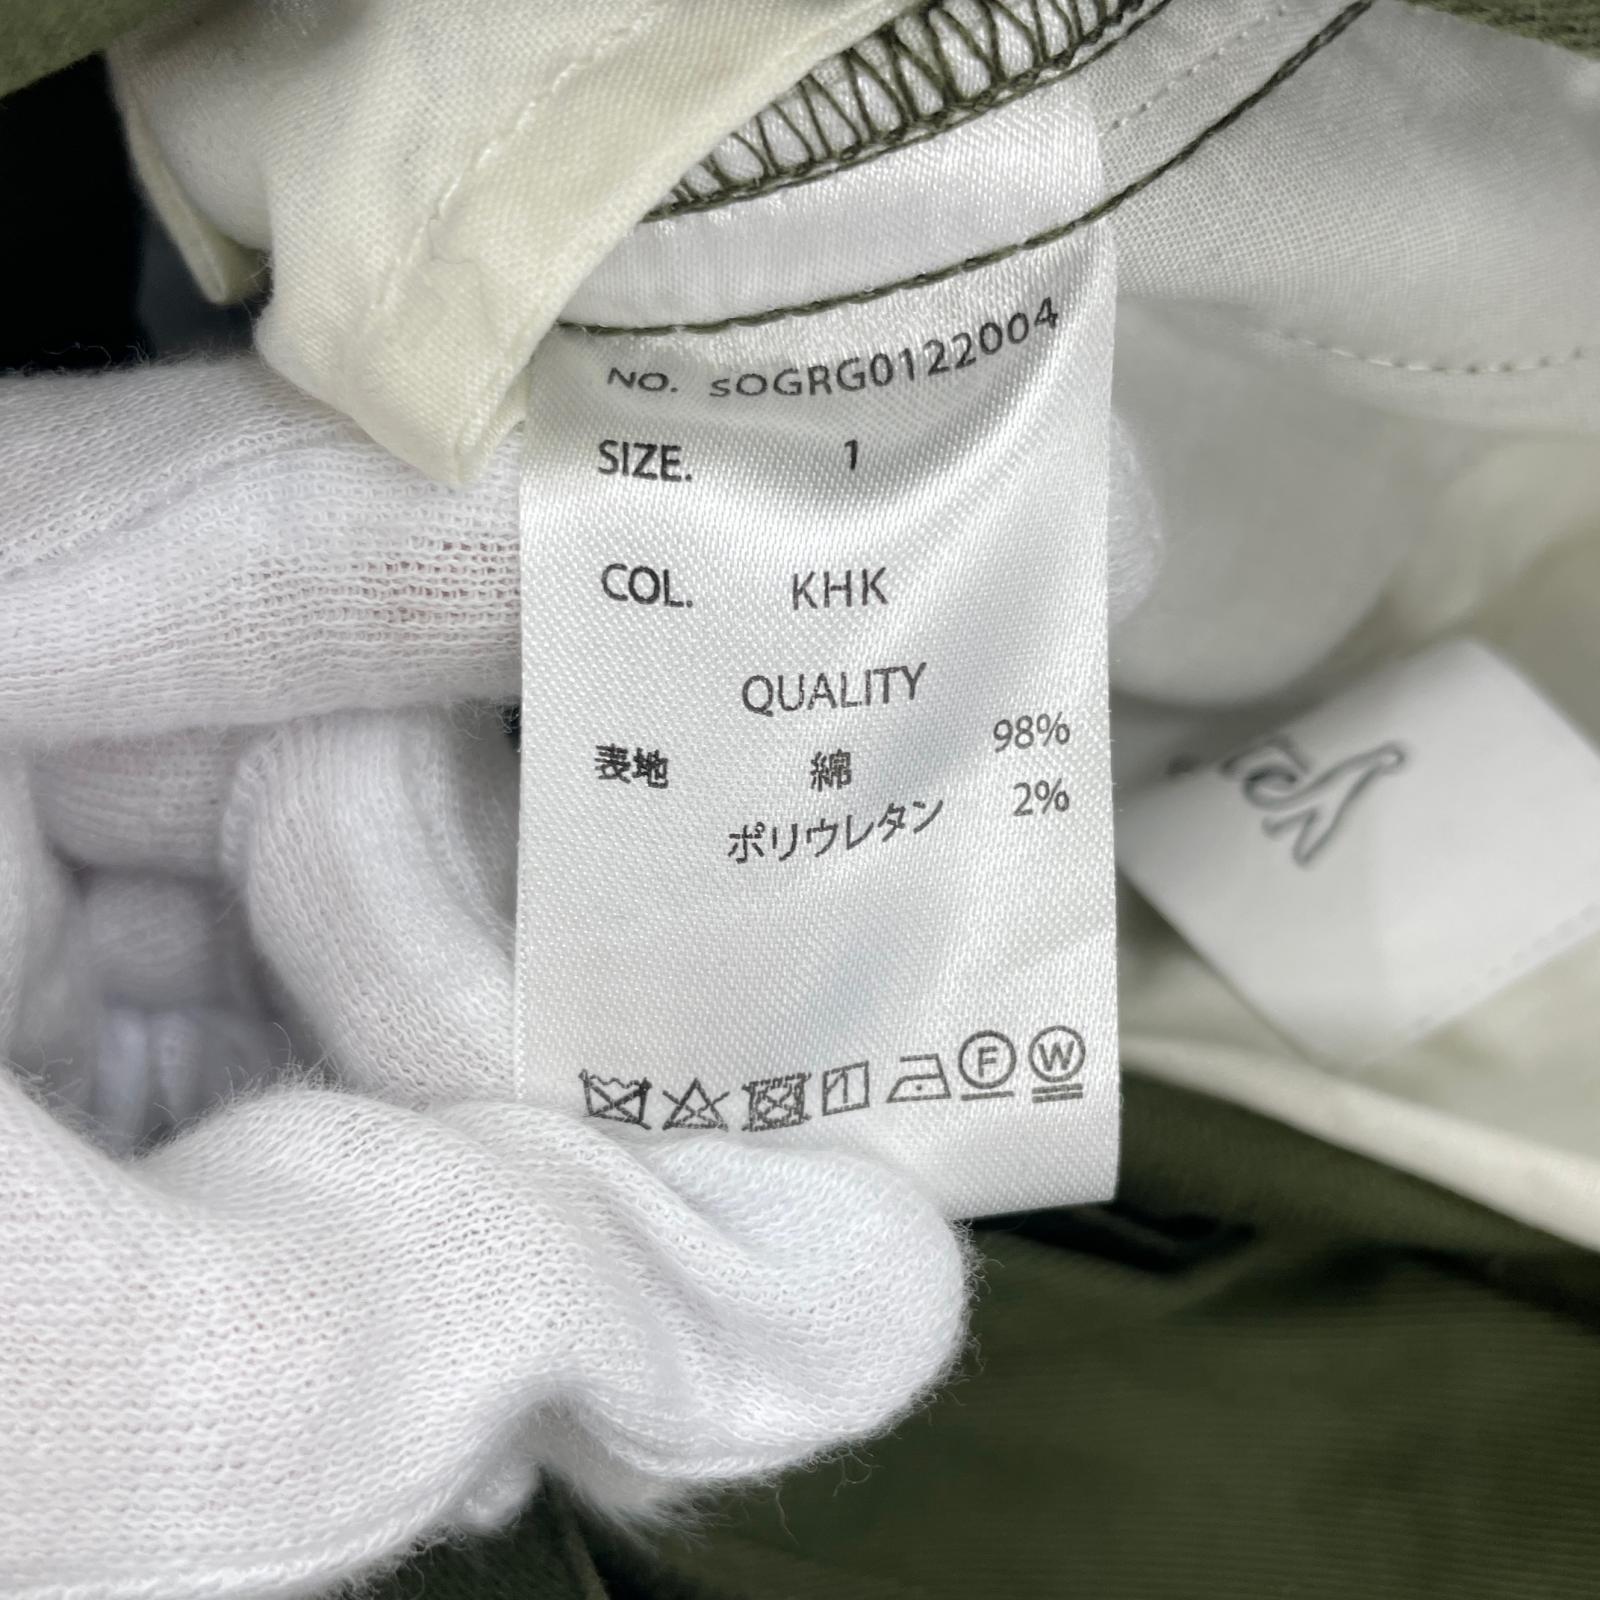 NO. sOGRG0122004
SIZE. 1
COL. KHK
QUALITY
表地 綿 98%
ポリウレタン 2%
F W